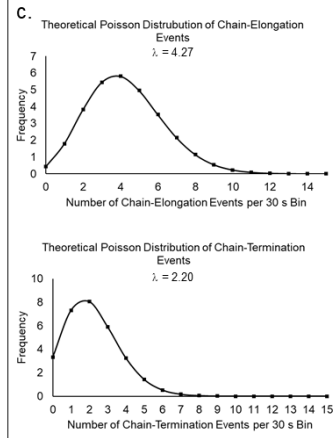 C.
Theoretical Poisson Distrubution of Chain-Elongation
Events
λ = 4.27
7
6
5
4
3
2
1
0
Frequency
0 2 4 6 8 10 12 14
Number of Chain-Elongation Events per 30 s Bin
Theoretical Poisson Distribution of Chain-Termination
Events
λ = 2.20
10
8
6
4
2
0
Frequency
0 1 2 3 4 5 6 7 8 9 10 11 12 13 14 15
Number of Chain-Termination Events per 30 s Bin